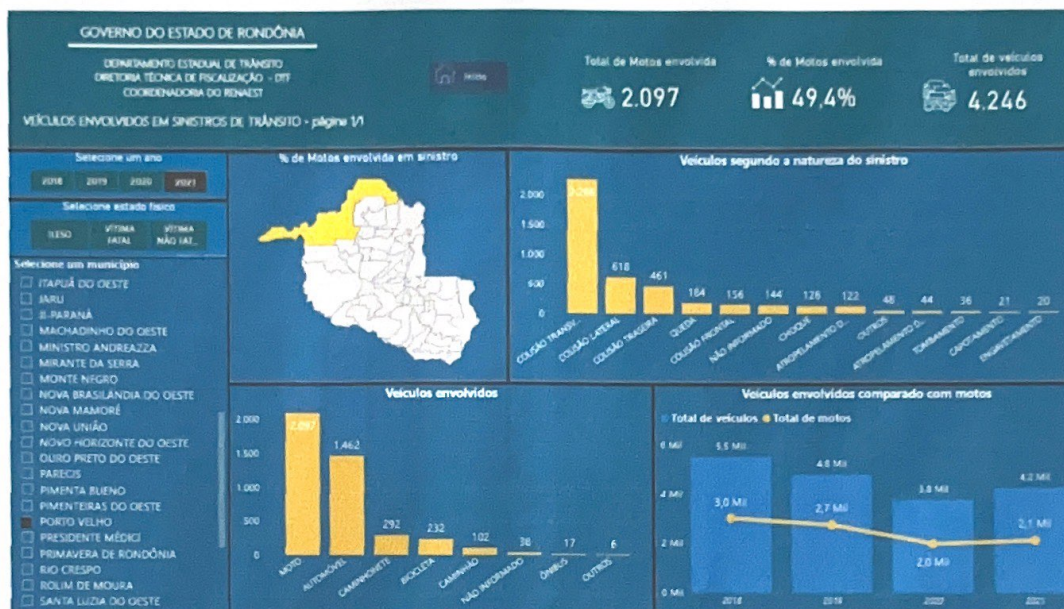 GOVERNO DO ESTADO DE RONDÔNIA
DEPARTAMENTO ESTADUAL DE TRÂNSITO
DIRETORIA TÉCNICA DE FISCALIZAÇÃO - DTF
COORDENADORIA DO RENAEST
VEÍCULOS ENVOLVIDOS EM SINISTROS DE TRÂNSITO - página 1/1
Início
Total de Motos envolvida
2.097
% de Motos envolvida
49,4%
Total de veículos
envolvidos
4.246
Selecione um ano
2018 2019 2020 2021
Selecione estado físico
ILESO
VÍTIMA
FATAL
VÍTIMA
NÃO FAT...
Selecione um município
ITAPUÃ DO OESTE
JARU
JI-PARANÁ
MACHADINHO DO OESTE
MINISTRO ANDREAZZA
MIRANTE DA SERRA
MONTE NEGRO
NOVA BRASILÂNDIA DO OESTE
NOVA MAMORÉ
NOVA UNIÃO
NOVO HORIZONTE DO OESTE
OURO PRETO DO OESTE
PARECIS
PIMENTA BUENO
PIMENTEIRAS DO OESTE
PORTO VELHO
PRESIDENTE MÉDICI
PRIMAVERA DE RONDÔNIA
RIO CRESPO
ROLIM DE MOURA
SANTA LUZIA DO OESTE
% de Motos envolvida em sinistro
Veículos segundo a natureza do sinistro
2.000
1.500
1.000
500
0
618 461 184 156 144 126 122 48 44 36 21 20
COLISÃO TRANSV...
COLISÃO LATERAL
COLISÃO TRASEIRA
QUEDA
COLISÃO FRONTAL
NÃO INFORMADO
CHOQUE
ATROPELAMENTO D...
OUTROS
ATROPELAMENTO D...
TOMBAMENTO
CAPOTAMENTO
ENGAVETAMENTO
Veículos envolvidos
2.000
1.500
1.000
500
0
2.097 1.462 292 232 102 38 17 6
MOTO
AUTOMÓVEL
CAMINHONETE
BICICLETA
CAMINHÃO
NÃO INFORMADO
ÔNIBUS
OUTROS
Veículos envolvidos comparado com motos
Total de veículos Total de motos
6 Mil
4 Mil
2 Mil
0 Mil
5,5 Mil 4,8 Mil 3,8 Mil 4,2 Mil
3,0 Mil 2,7 Mil 2,0 Mil 2,1 Mil
2018 2019 2021